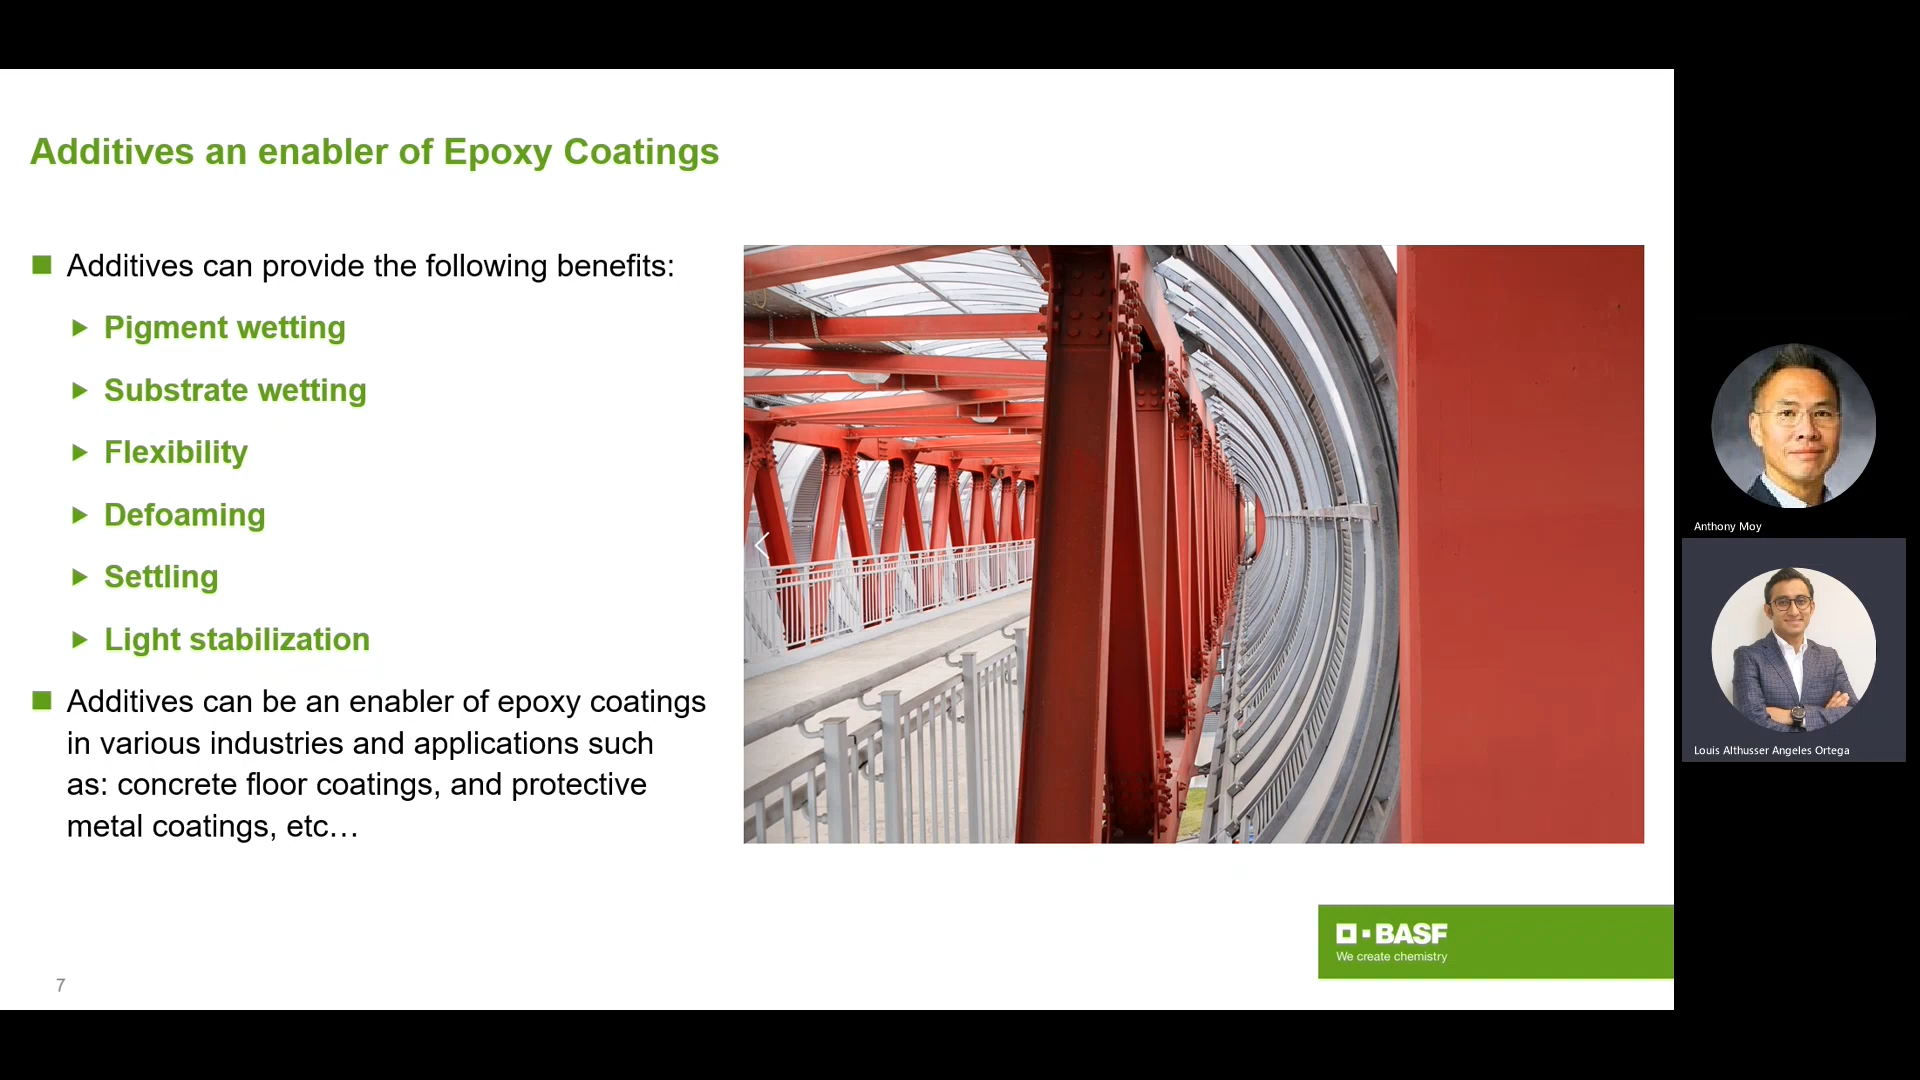 Additives an enabler of Epoxy Coatings
Additives can provide the following benefits:
Pigment wetting
Substrate wetting
Flexibility
Defoaming
Settling
Light stabilization
Additives can be an enabler of epoxy coatings
in various industries and applications such
as: concrete floor coatings, and protective
metal coatings, etc…
BASF
We create chemistry
7
Anthony Moy
Louis Althusser Angeles Ortega